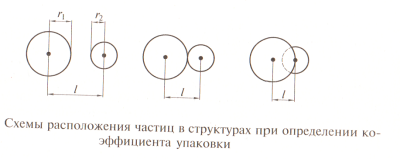 r₁ r₂
l l l
Схемы расположения частиц в структурах при определении ко-
эффициента упаковки